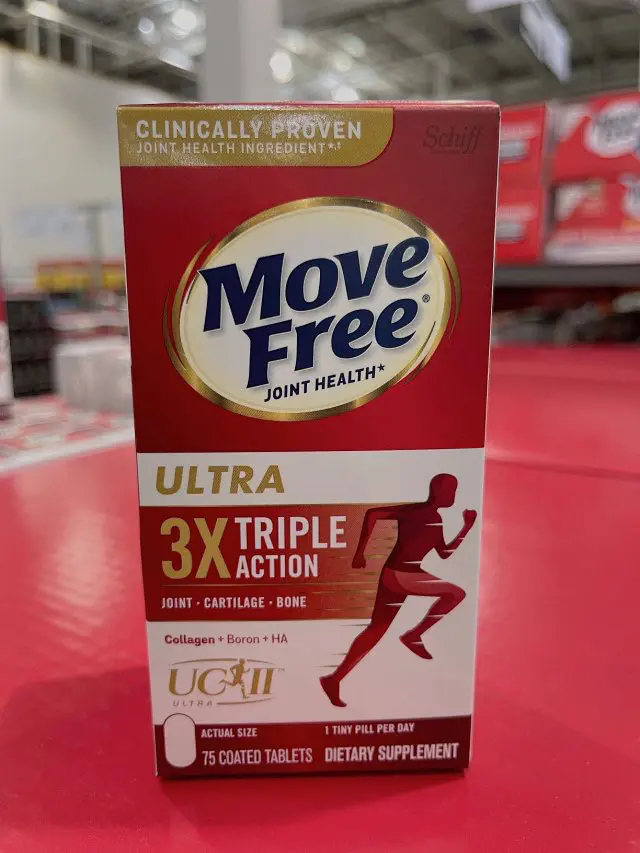 CLINICALLY PROVEN
JOINT HEALTH INGREDIENT*,‡
Schiff
Move
Free®
JOINT HEALTH★
ULTRA
3X TRIPLE
ACTION
JOINT · CARTILAGE · BONE
Collagen + Boron + HA
UC II™
ULTRA
ACTUAL SIZE
1 TINY PILL PER DAY
75 COATED TABLETS
DIETARY SUPPLEMENT